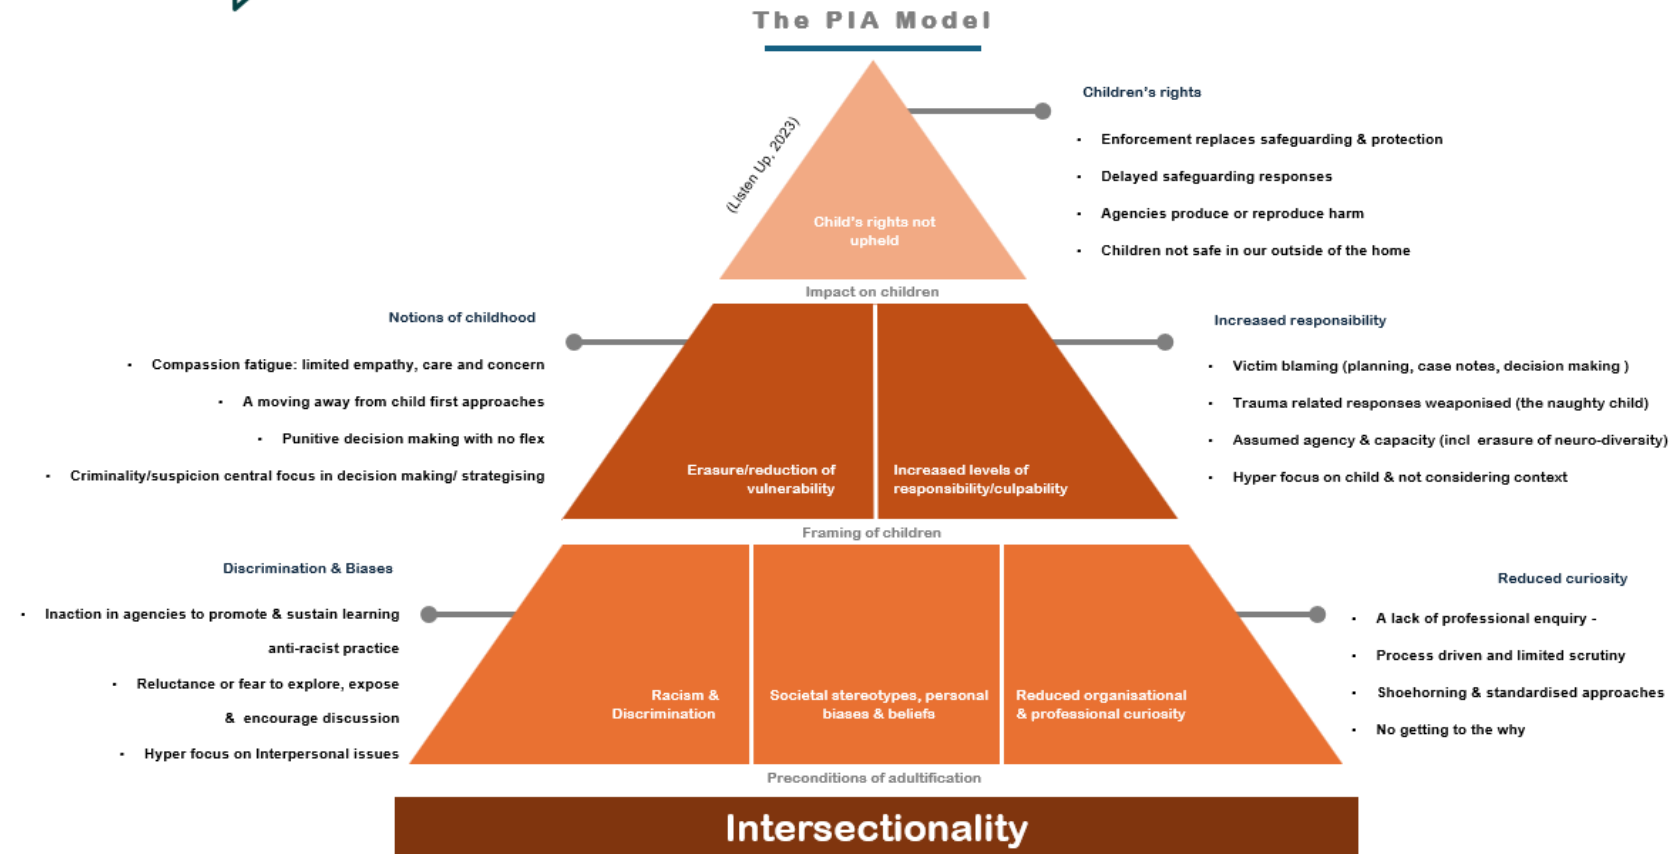 The PIA Model
(Listen Up, 2023)
Children's rights
• Enforcement replaces safeguarding & protection
• Delayed safeguarding responses
• Agencies produce or reproduce harm
• Children not safe in our outside of the home
Child's rights not
upheld
Impact on children
Notions of childhood
• Compassion fatigue: limited empathy, care and concern
• A moving away from child first approaches
• Punitive decision making with no flex
• Criminality/suspicion central focus in decision making/ strategising
Erasure/reduction of
vulnerability
Increased levels of
responsibility/culpability
Increased responsibility
• Victim blaming (planning, case notes, decision making )
• Trauma related responses weaponised (the naughty child)
• Assumed agency & capacity (incl erasure of neuro-diversity)
• Hyper focus on child & not considering context
Framing of children
Discrimination & Biases
• Inaction in agencies to promote & sustain learning
anti-racist practice
• Reluctance or fear to explore, expose
& encourage discussion
• Hyper focus on Interpersonal issues
Racism &
Discrimination
Societal stereotypes, personal
biases & beliefs
Reduced organisational
& professional curiosity
Reduced curiosity
• A lack of professional enquiry -
• Process driven and limited scrutiny
• Shoehorning & standardised approaches
• No getting to the why
Preconditions of adultification
Intersectionality